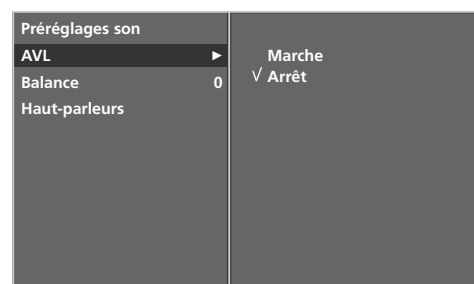 Préréglages son
AVL ►
Marche
Balance 0
√ Arrêt
Haut-parleurs